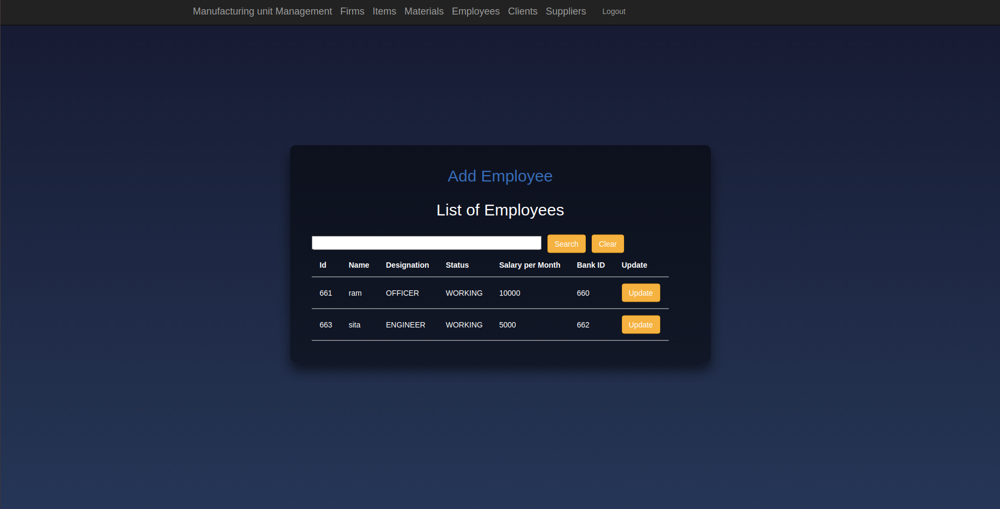 Manufacturing unit Management Firms Items Materials Employees Clients Suppliers Logout
Add Employee
List of Employees
Search Clear
Id Name Designation Status Salary per Month Bank ID Update
661 ram OFFICER WORKING 10000 660 Update
663 sita ENGINEER WORKING 5000 662 Update